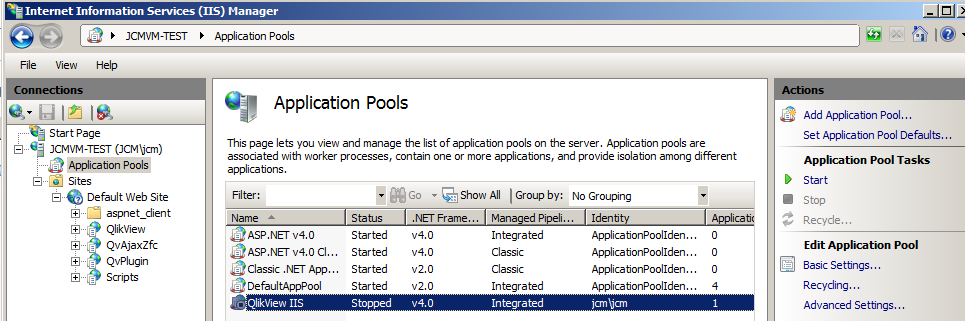 Internet Information Services (IIS) Manager
JCMVM-TEST Application Pools
File View Help
Connections
Start Page
JCMVM-TEST (JCM\jcm)
Application Pools
Sites
Default Web Site
aspnet_client
QlikView
QvAjaxZfc
QvPlugin
Scripts
Application Pools
This page lets you view and manage the list of application pools on the server. Application pools are
associated with worker processes, contain one or more applications, and provide isolation among different
applications.
Filter: Go Show All Group by: No Grouping
Name Status .NET Frame... Managed Pipeli... Identity Applicatio
ASP.NET v4.0 Started v4.0 Integrated ApplicationPoolIden... 0
ASP.NET v4.0 Cl... Started v4.0 Classic ApplicationPoolIden... 0
Classic .NET App... Started v2.0 Classic ApplicationPoolIden... 0
DefaultAppPool Started v2.0 Integrated ApplicationPoolIden... 4
QlikView IIS Stopped v4.0 Integrated jcm\jcm 1
Actions
Add Application Pool...
Set Application Pool Defaults...
Application Pool Tasks
Start
Stop
Recycle...
Edit Application Pool
Basic Settings...
Recycling...
Advanced Settings...